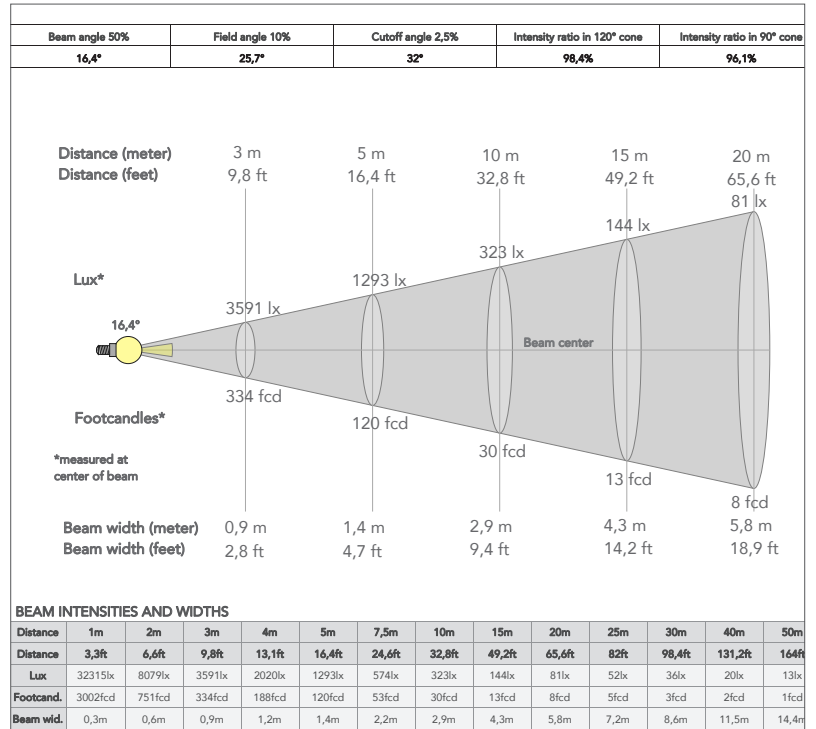 Beam angle 50% Field angle 10% Cutoff angle 2,5% Intensity ratio in 120° cone Intensity ratio in 90° cone
16,4° 25,7° 32° 98,4% 96,1%
Distance (meter) 3 m 5 m 10 m 15 m 20 m
Distance (feet) 9,8 ft 16,4 ft 32,8 ft 49,2 ft 65,6 ft
81 lx
144 lx
323 lx
Lux* 1293 lx
3591 lx
16,4°
Beam center
334 fcd
Footcandles* 120 fcd
30 fcd
*measured at
center of beam
13 fcd
8 fcd
Beam width (meter) 0,9 m 1,4 m 2,9 m 4,3 m 5,8 m
Beam width (feet) 2,8 ft 4,7 ft 9,4 ft 14,2 ft 18,9 ft
BEAM INTENSITIES AND WIDTHS
Distance 1m 2m 3m 4m 5m 7,5m 10m 15m 20m 25m 30m 40m 50m
Distance 3,3ft 6,6ft 9,8ft 13,1ft 16,4ft 24,6ft 32,8ft 49,2ft 65,6ft 82ft 98,4ft 131,2ft 164ft
Lux 32315lx 8079lx 3591lx 2020lx 1293lx 574lx 323lx 144lx 81lx 52lx 36lx 20lx 13lx
Footcand. 3002fcd 751fcd 334fcd 188fcd 120fcd 53fcd 30fcd 13fcd 8fcd 5fcd 3fcd 2fcd 1fcd
Beam wid. 0,3m 0,6m 0,9m 1,2m 1,4m 2,2m 2,9m 4,3m 5,8m 7,2m 8,6m 11,5m 14,4m